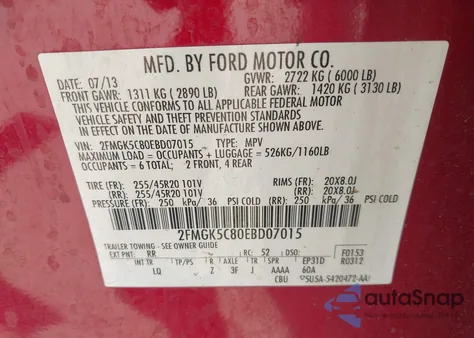 MFD. BY FORD MOTOR CO.
DATE: 07/13 GVWR: 2722 KG ( 6000 LB)
FRONT GAWR: 1311 KG ( 2890 LB) REAR GAWR: 1420 KG ( 3130 LB)
THIS VEHICLE CONFORMS TO ALL APPLICABLE FEDERAL MOTOR
VEHICLE SAFETY AND THEFT PREVENTION STANDARDS IN
EFFECT ON THE DATE OF MANUFACTURE SHOWN ABOVE.
VIN: 2FMGK5C80EBD07015 TYPE: MPV
MAXIMUM LOAD = OCCUPANTS + LUGGAGE = 526KG/1160LB
OCCUPANTS = 6 TOTAL; 2 FRONT, 4 REAR
TIRE (FR): 255/45R20 101V RIMS (FR): 20X8.0J
TIRE (RR): 255/45R20 101V RIMS (RR): 20X8.0J
PRESSURE (FR): 250 kPa/ 36 PSI COLD (RR): 250 kPa/ 36 PSI COLD
2FMGK5C80EBD07015
TRAILER TOWING - SEE OWNER GUIDE
EXT PNT: RR RC: 52 DSO: F0153
INT TR TP/PS R AXLE TR SPR EP31D R0312
LQ Z 3F J AAAA 60A
CBU
autoSnap